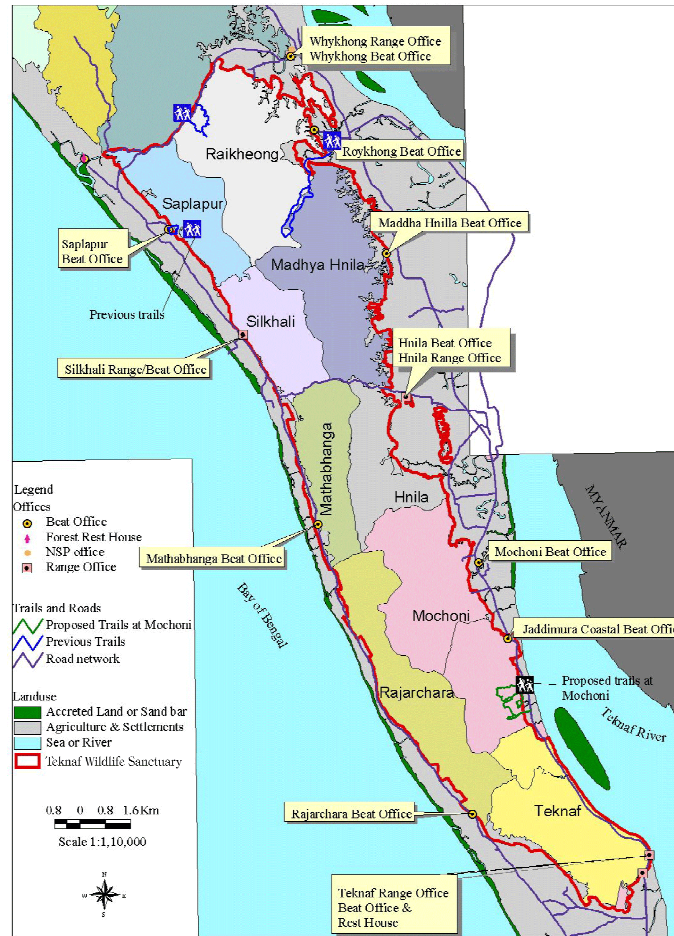 Whykhong Range Office
Whykhong Beat Office
Raikheong
Roykhong Beat Office
Saplapur
Maddha Hnilla Beat Office
Saplapur
Beat Office
Madhya Hnila
Previous trails
Silkhali
Hnila Beat Office
Hnila Range Office
Silkhali Range/Beat Office
Mathabhanga
Hnila
MYANMAR
Mathabhanga Beat Office
Mochoni Beat Office
Bay of Bengal
Mochoni
Jaddimura Coastal Beat Offic
Rajarchara
Proposed trails at
Mochoni
Teknaf River
Rajarchara Beat Office
Teknaf
Teknaf Range Office
Beat Office &
Rest House
Legend
Offices
Beat Office
Forest Rest House
NSP office
Range Office
Trails and Roads
Proposed Trails at Mochoni
Previous Trails
Road network
Landuse
Accreted Land or Sand bar
Agriculture & Settlements
Sea or River
Teknaf Wildlife Sanctuary
0.8 0 0.8 1.6 Km
Scale 1:1,10,000
N
W E
S